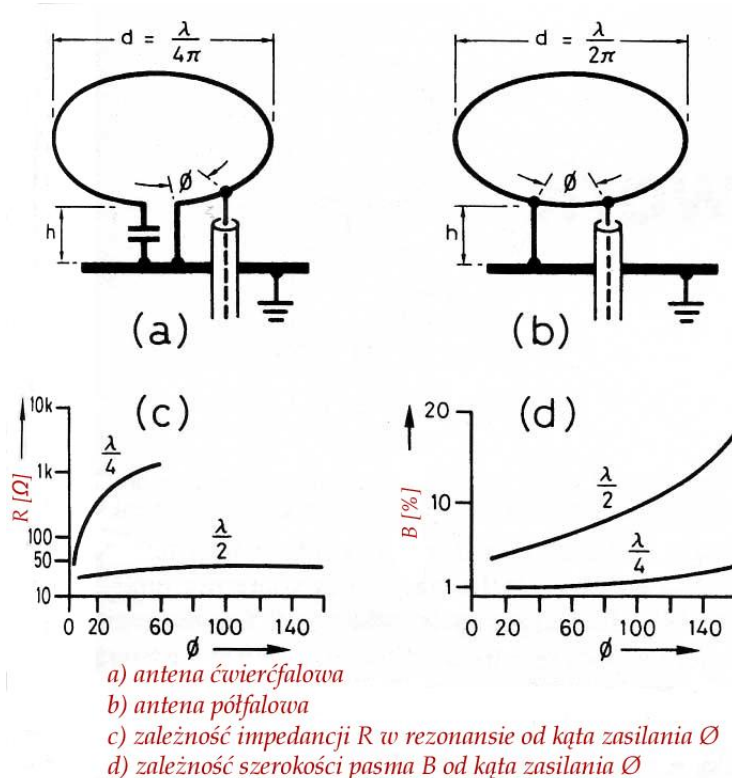 d = λ/4π
d = λ/2π
Ø
Ø
h
h
(a)
(b)
(c)
(d)
R [Ω]
10k
1k
100
50
10
λ/4
λ/2
0 20 60 100 140
Ø
B [%]
20
10
1
λ/2
λ/4
0 20 60 100 140
Ø
a) antena ćwierćfalowa
b) antena półfalowa
c) zależność impedancji R w rezonansie od kąta zasilania Ø
d) zależność szerokości pasma B od kąta zasilania Ø